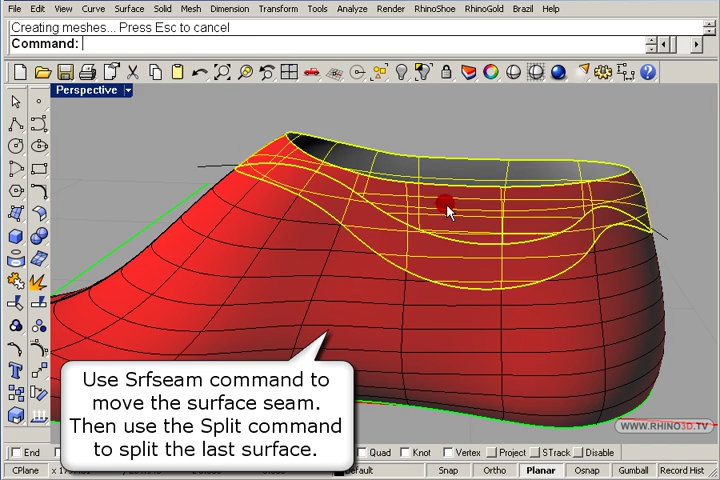 File Edit View Curve Surface Solid Mesh Dimension Transform Tools Analyze Render RhinoShoe RhinoGold Brazil Help
Creating meshes... Press Esc to cancel
Command:
Perspective
Use Srfseam command to
move the surface seam.
Then use the Split command
to split the last surface.
WWW.RHINO3D.TV
End Quad Knot Vertex Project STrack Disable
CPlane Default Snap Ortho Planar Osnap Gumball Record Hist